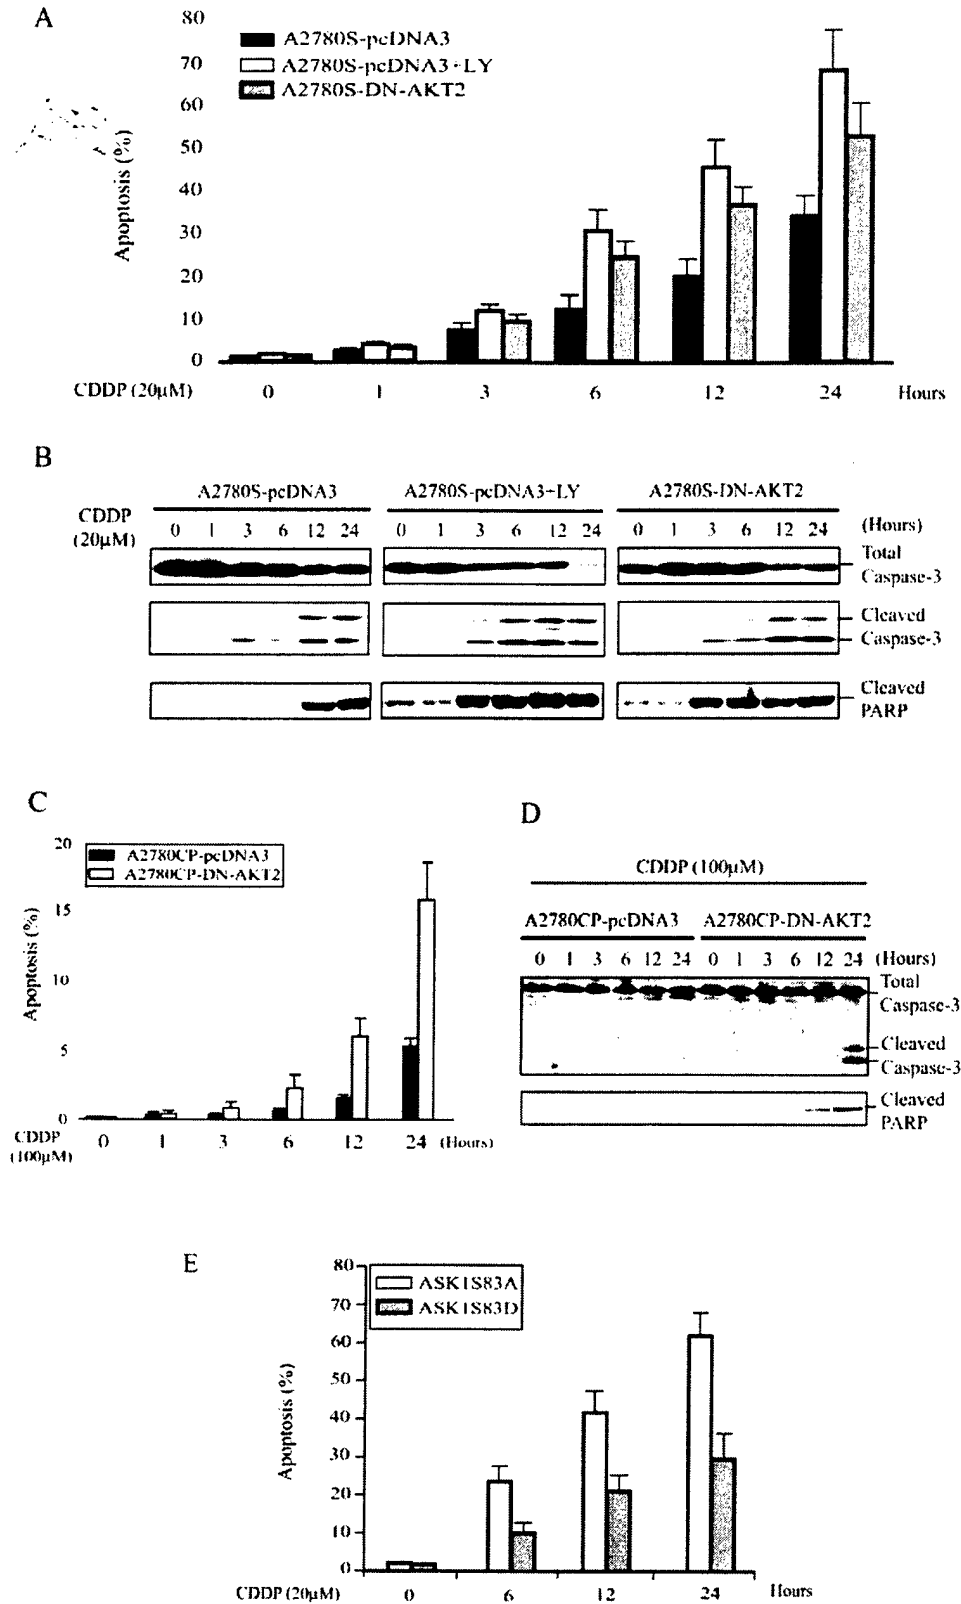 A
80
70
60
50
40
30
20
10
0
Apoptosis (%)
A2780S-pcDNA3
A2780S-pcDNA3+LY
A2780S-DN-AKT2
CDDP (20μM) 0 1 3 6 12 24 Hours
B
A2780S-pcDNA3 A2780S-pcDNA3+LY A2780S-DN-AKT2
CDDP
(20μM)
0 1 3 6 12 24 0 1 3 6 12 24 0 1 3 6 12 24 (Hours)
Total
Caspase-3
Cleaved
Caspase-3
Cleaved
PARP
C
20
15
10
5
0
Apoptosis (%)
A2780CP-pcDNA3
A2780CP-DN-AKT2
CDDP
(100μM)
0 1 3 6 12 24 (Hours)
D
CDDP (100μM)
A2780CP-pcDNA3 A2780CP-DN-AKT2
0 1 3 6 12 24 0 1 3 6 12 24 (Hours)
Total
Caspase-3
Cleaved
Caspase-3
Cleaved
PARP
E
80
70
60
50
40
30
20
10
0
Apoptosis (%)
ASK1S83A
ASK1S83D
CDDP (20μM) 0 6 12 24 Hours